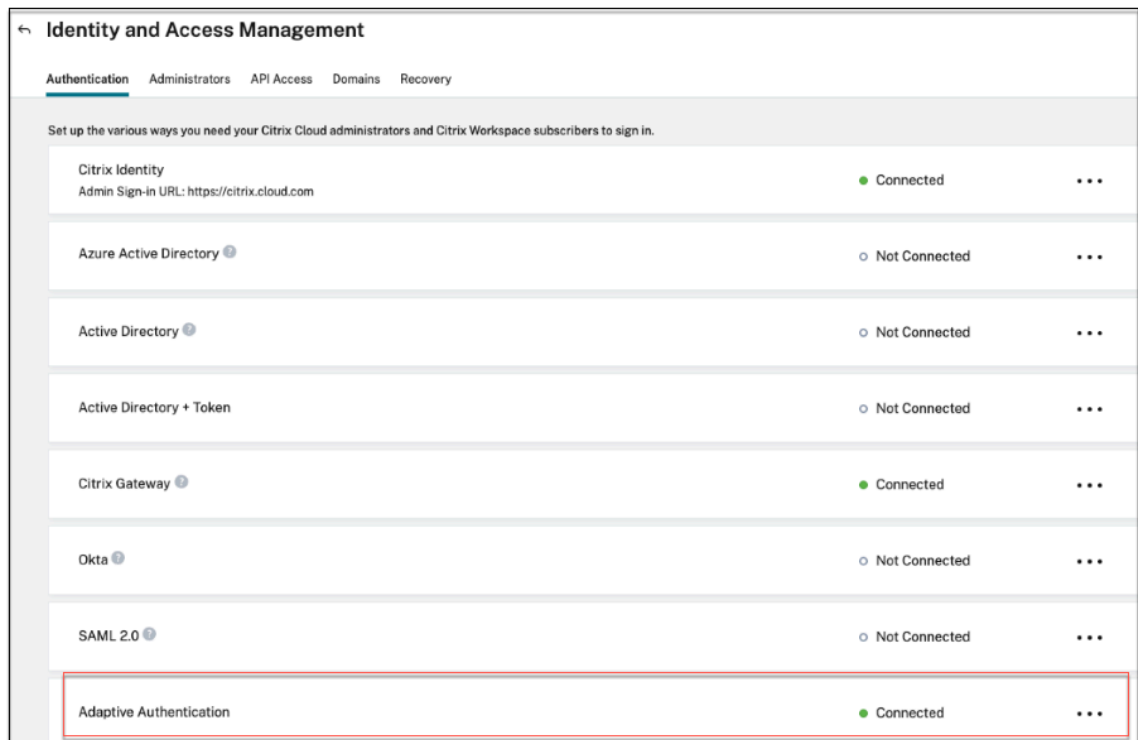 Identity and Access Management
Authentication Administrators API Access Domains Recovery
Set up the various ways you need your Citrix Cloud administrators and Citrix Workspace subscribers to sign in.
Citrix Identity
Admin Sign-in URL: https://citrix.cloud.com
Connected
Azure Active Directory ? Not Connected
Active Directory ? Not Connected
Active Directory + Token Not Connected
Citrix Gateway ? Connected
Okta ? Not Connected
SAML 2.0 ? Not Connected
Adaptive Authentication Connected